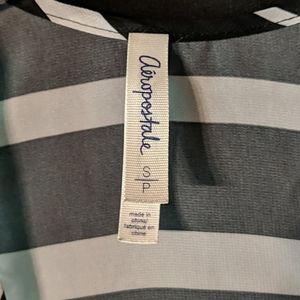 Aéropostale S/P
made in
china/
fabriqué en
chine